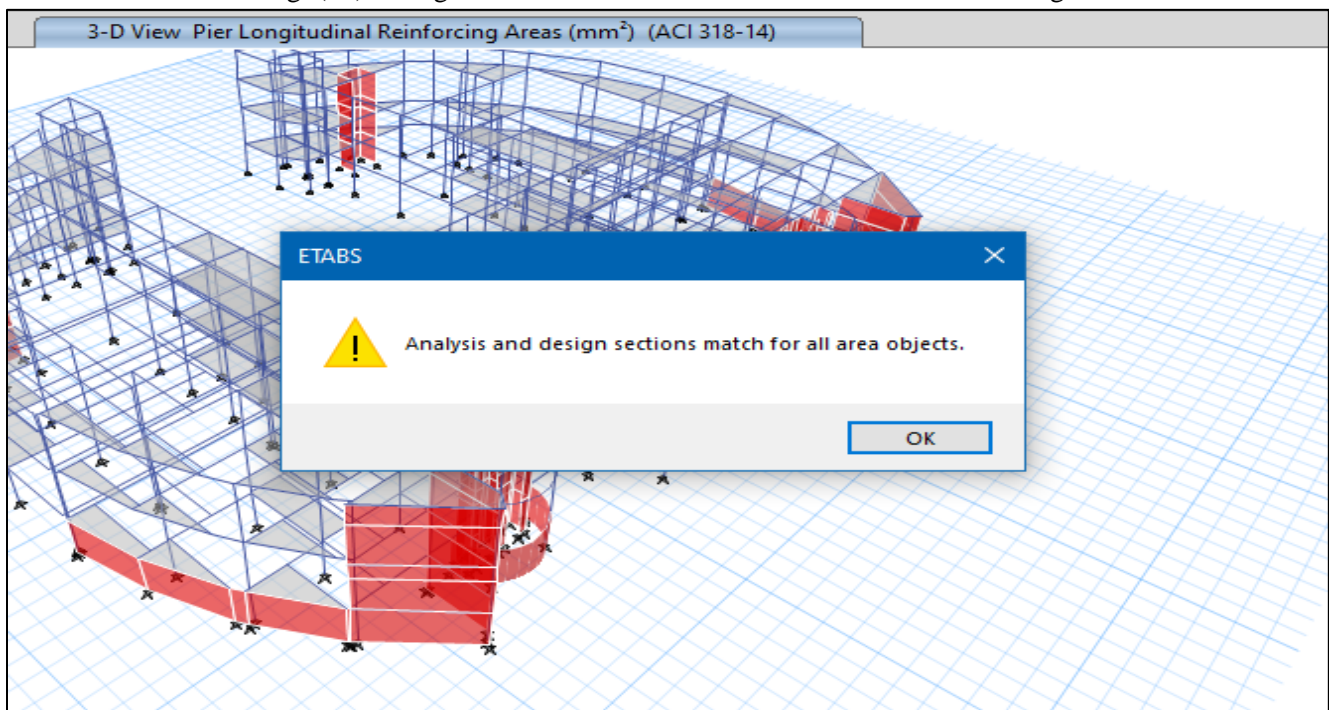 3-D View Pier Longitudinal Reinforcing Areas (mm²) (ACI 318-14)
ETABS
Analysis and design sections match for all area objects.
OK